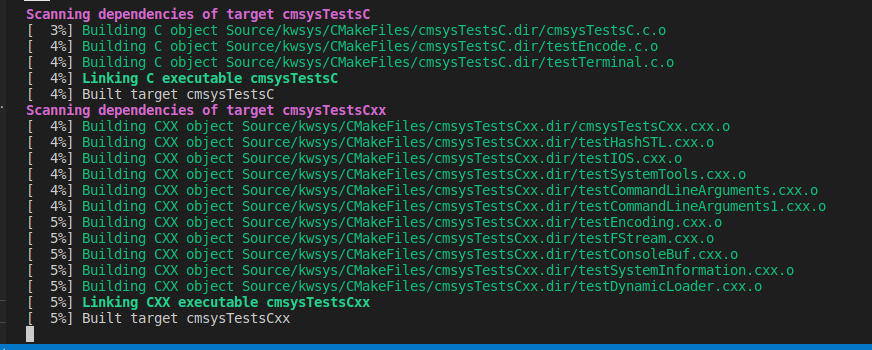 Scanning dependencies of target cmsysTestsC
[  3%] Building C object Source/kwsys/CMakeFiles/cmsysTestsC.dir/cmsysTestsC.c.o
[  4%] Building C object Source/kwsys/CMakeFiles/cmsysTestsC.dir/testEncode.c.o
[  4%] Building C object Source/kwsys/CMakeFiles/cmsysTestsC.dir/testTerminal.c.o
[  4%] Linking C executable cmsysTestsC
[  4%] Built target cmsysTestsC
Scanning dependencies of target cmsysTestsCxx
[  4%] Building CXX object Source/kwsys/CMakeFiles/cmsysTestsCxx.dir/cmsysTestsCxx.cxx.o
[  4%] Building CXX object Source/kwsys/CMakeFiles/cmsysTestsCxx.dir/testHashSTL.cxx.o
[  4%] Building CXX object Source/kwsys/CMakeFiles/cmsysTestsCxx.dir/testIOS.cxx.o
[  4%] Building CXX object Source/kwsys/CMakeFiles/cmsysTestsCxx.dir/testSystemTools.cxx.o
[  4%] Building CXX object Source/kwsys/CMakeFiles/cmsysTestsCxx.dir/testCommandLineArguments.cxx.o
[  4%] Building CXX object Source/kwsys/CMakeFiles/cmsysTestsCxx.dir/testCommandLineArguments1.cxx.o
[  5%] Building CXX object Source/kwsys/CMakeFiles/cmsysTestsCxx.dir/testEncoding.cxx.o
[  5%] Building CXX object Source/kwsys/CMakeFiles/cmsysTestsCxx.dir/testFStream.cxx.o
[  5%] Building CXX object Source/kwsys/CMakeFiles/cmsysTestsCxx.dir/testConsoleBuf.cxx.o
[  5%] Building CXX object Source/kwsys/CMakeFiles/cmsysTestsCxx.dir/testSystemInformation.cxx.o
[  5%] Building CXX object Source/kwsys/CMakeFiles/cmsysTestsCxx.dir/testDynamicLoader.cxx.o
[  5%] Linking CXX executable cmsysTestsCxx
[  5%] Built target cmsysTestsCxx